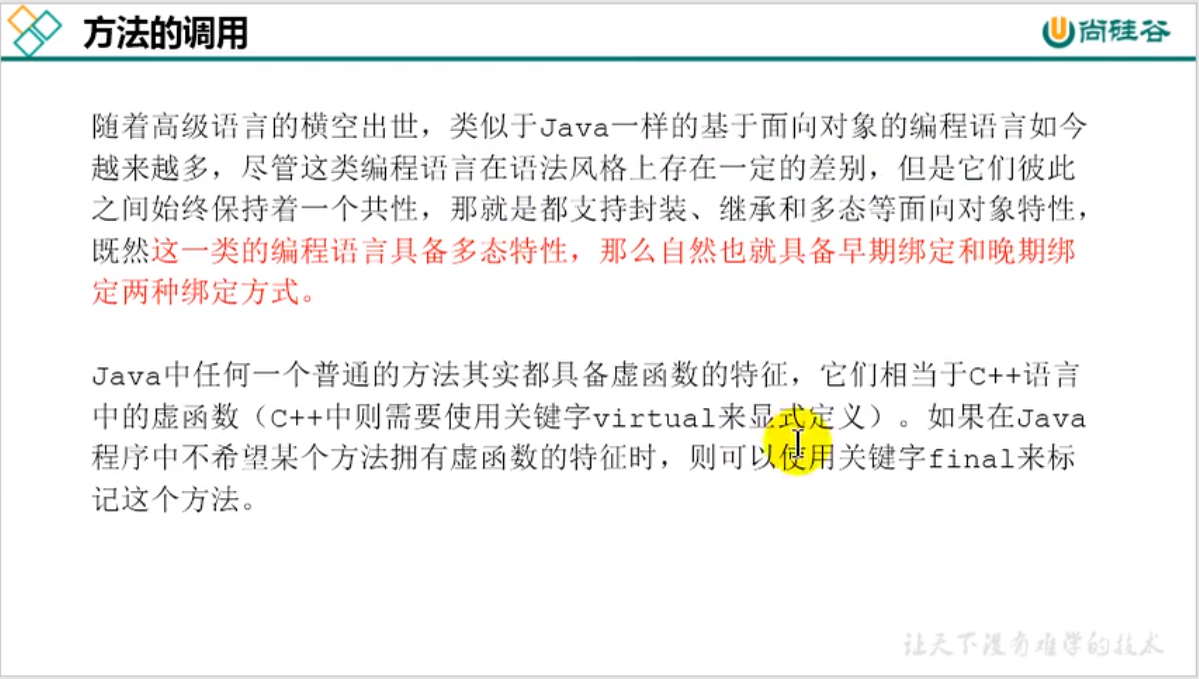 方法的调用
尚硅谷
随着高级语言的横空出世，类似于Java一样的基于面向对象的编程语言如今
越来越多，尽管这类编程语言在语法风格上存在一定的差别，但是它们彼此
之间始终保持着一个共性，那就是都支持封装、继承和多态等面向对象特性，
既然这一类的编程语言具备多态特性，那么自然也就具备早期绑定和晚期绑
定两种绑定方式。
Java中任何一个普通的方法其实都具备虚函数的特征，它们相当于C++语言
中的虚函数（C++中则需要使用关键字virtual来显式定义）。如果在Java
程序中不希望某个方法拥有虚函数的特征时，则可以使用关键字final来标
记这个方法。
让天下没有难学的技术